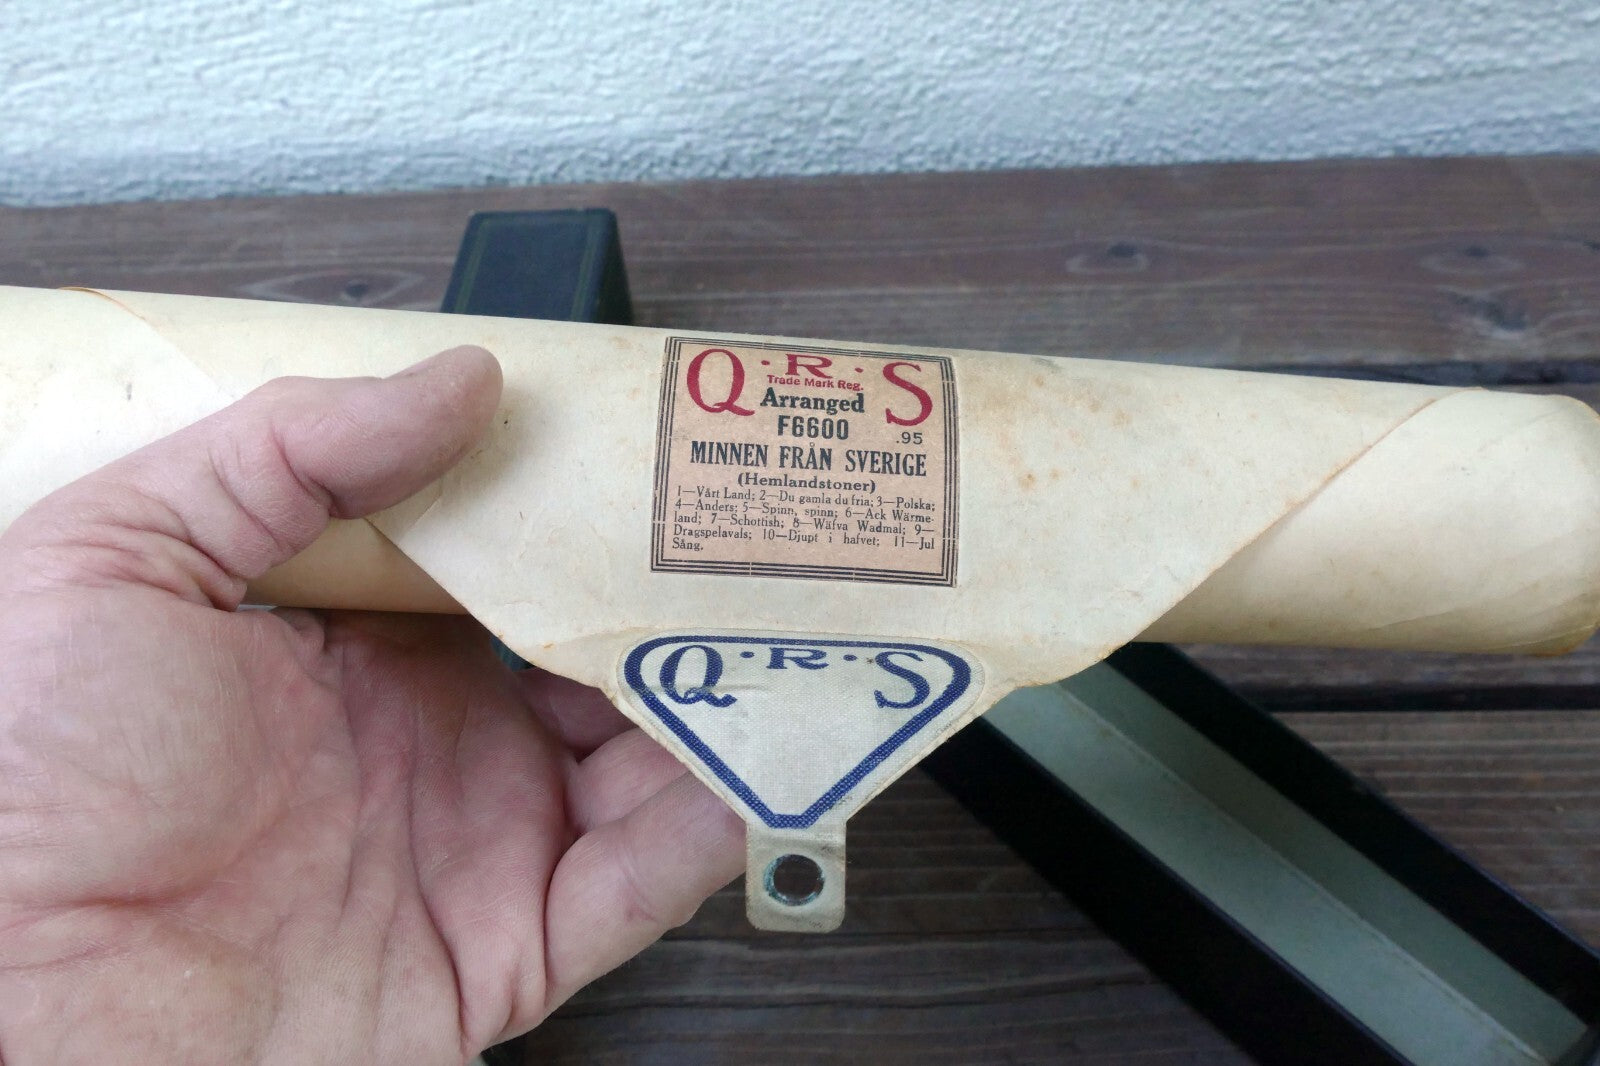 Q·R·S
Trade Mark Reg.
Arranged
F6600 .95
MINNEN FRÅN SVERIGE
(Hemlandstoner)
1—Vårt Land; 2—Du gamla du fria; 3—Polska;
4—Anders; 5—Spinn, spinn; 6—Ack Wärme-
land; 7—Schottish; 8—Wäfva Wadmal; 9—
Dragspelavals; 10—Djupt i hafvet; 11—Jul
Sång.
Q·R·S